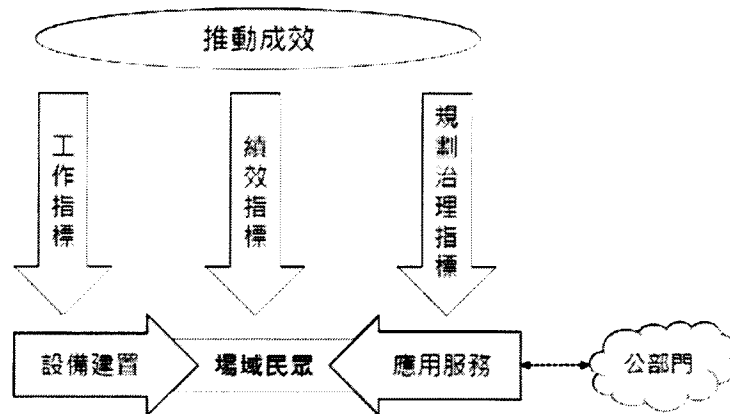 推動成效
工作指標
績效指標
規劃治理指標
設備建置
場域民眾
應用服務
公部門